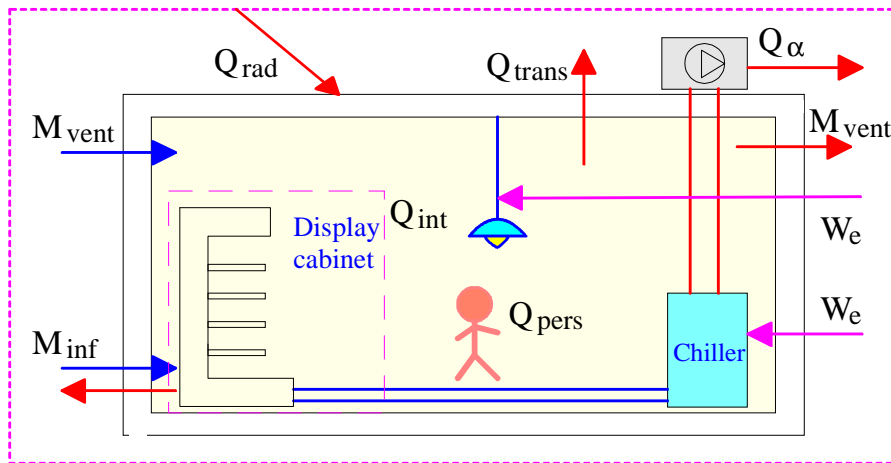 Q rad
Q trans
Q α
M vent
M vent
Q int
Display
cabinet
W e
Q pers
W e
M inf
Chiller